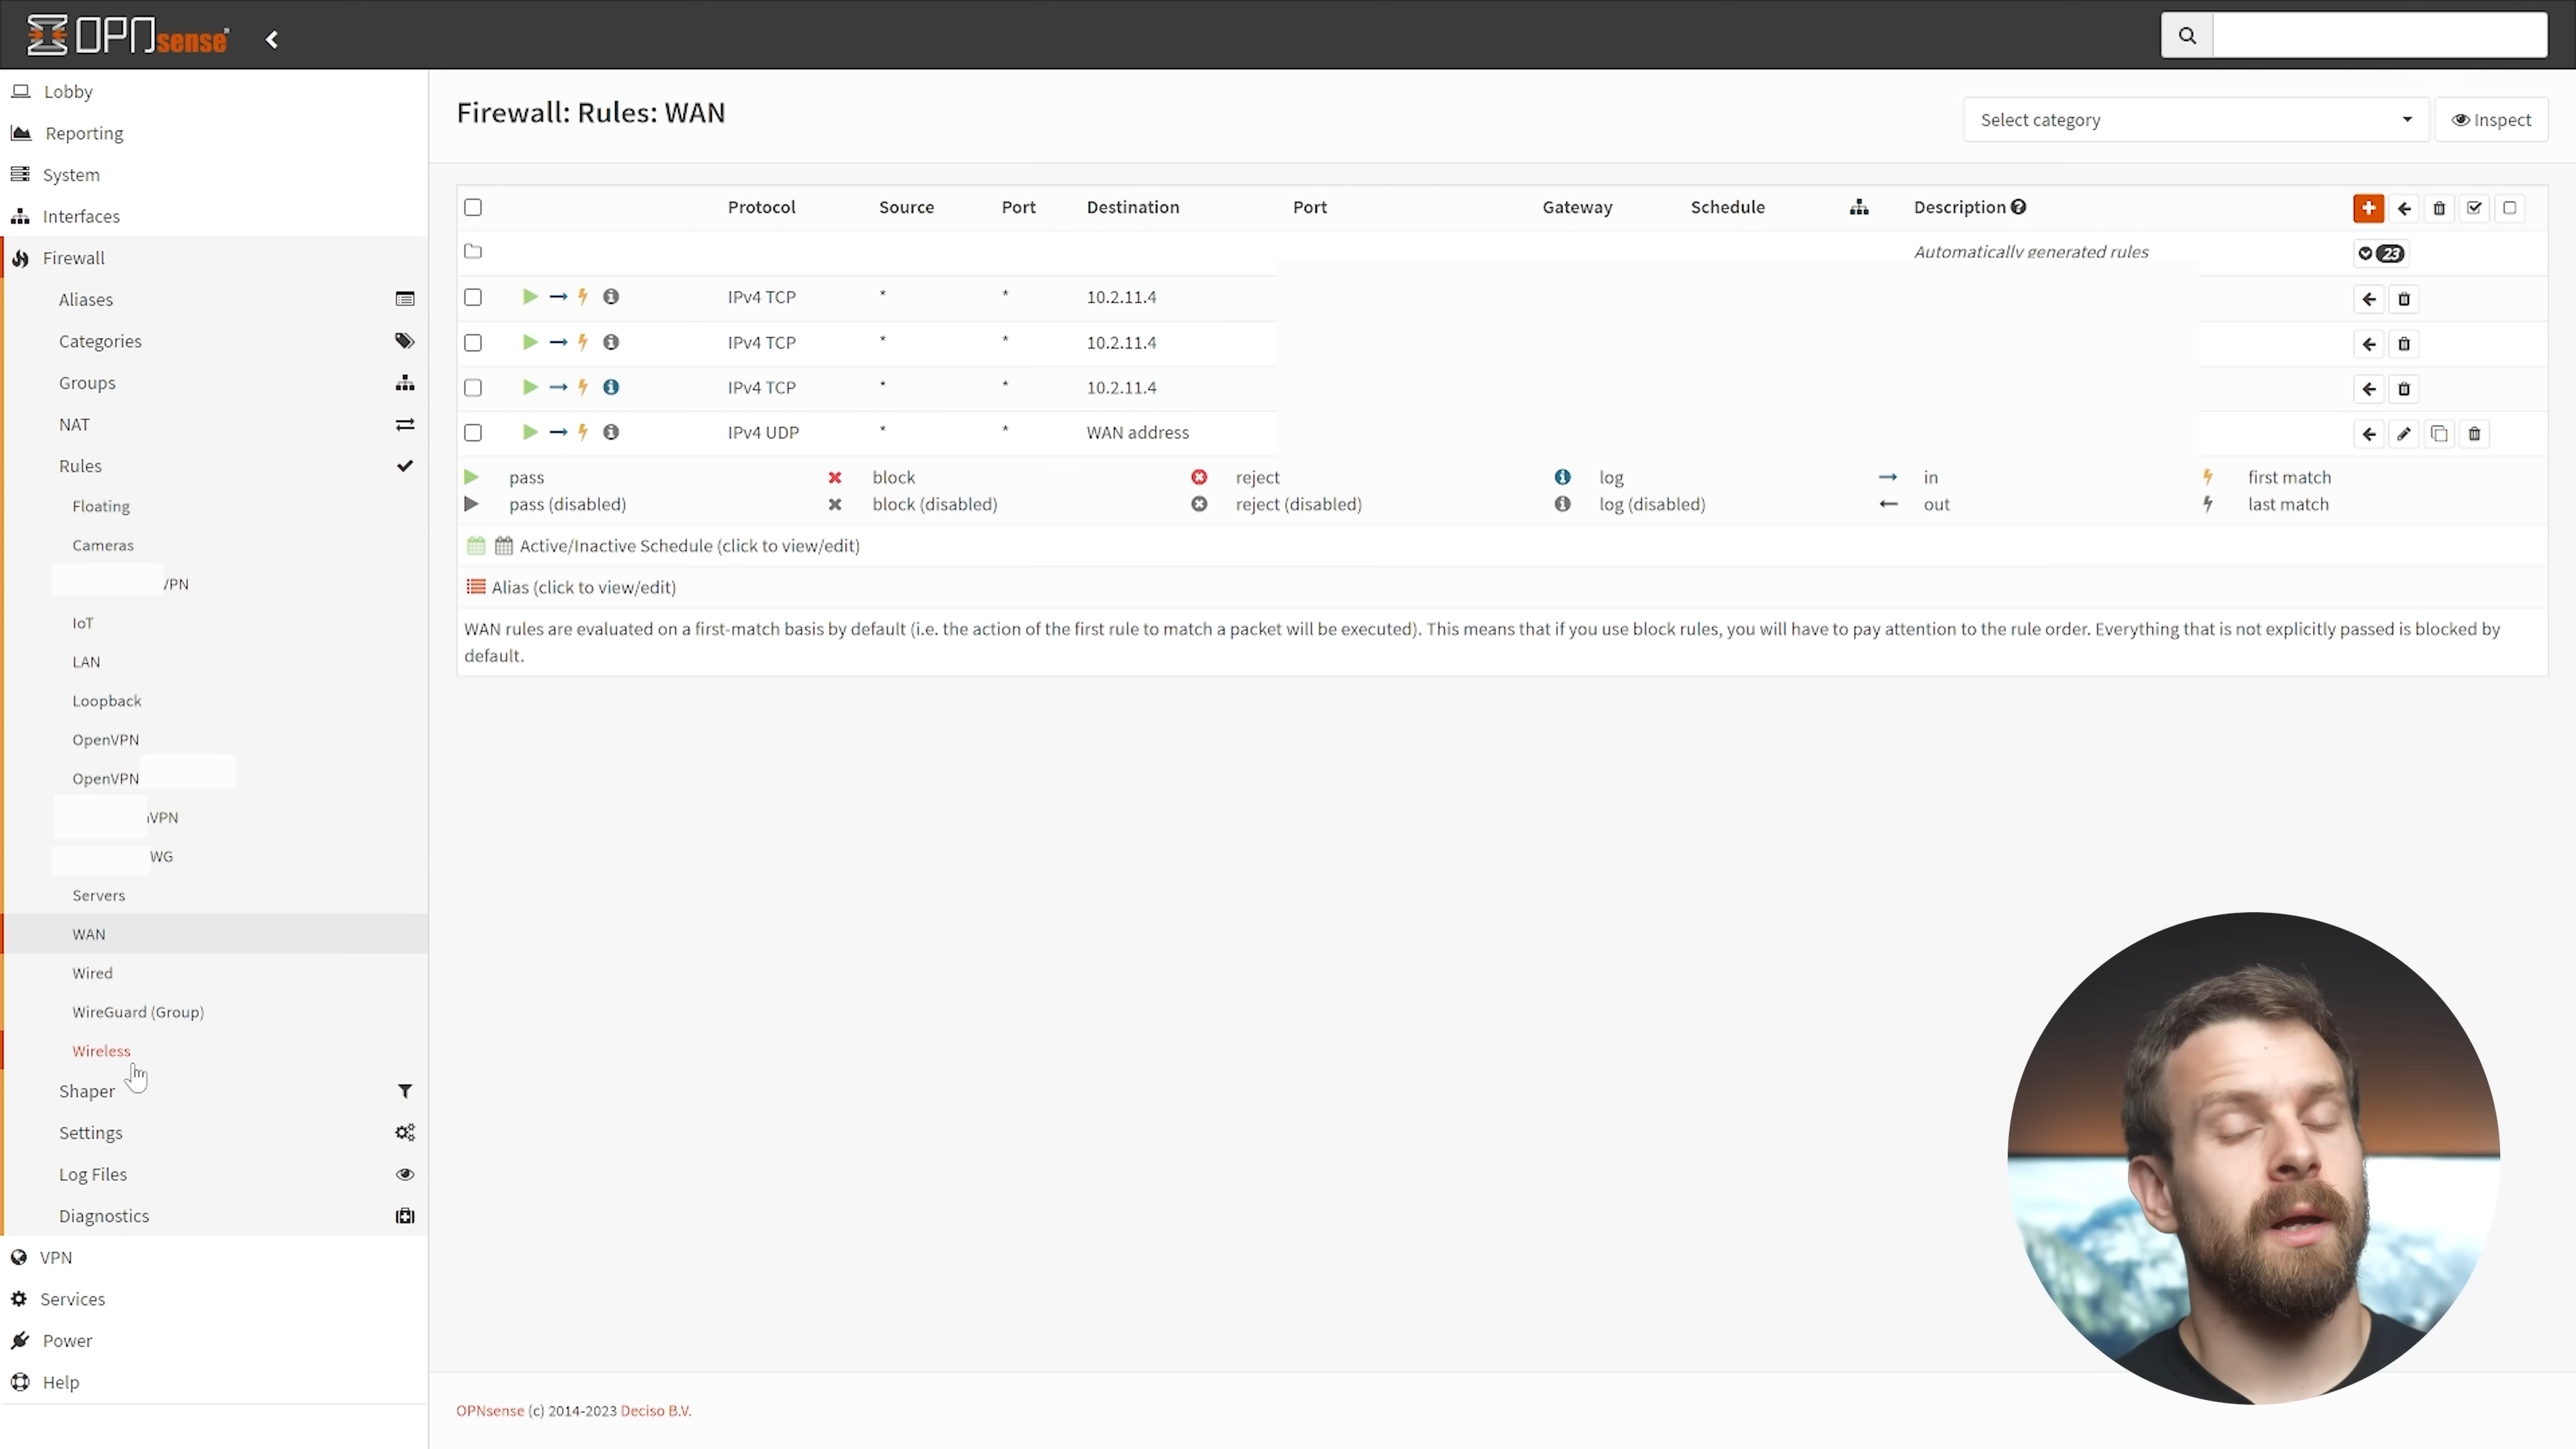 OPNsense
Lobby
Reporting
System
Interfaces
Firewall
Aliases
Categories
Groups
NAT
Rules
Floating
Cameras
VPN
IoT
LAN
Loopback
OpenVPN
OpenVPN
VPN
WG
Servers
WAN
Wired
WireGuard (Group)
Wireless
Shaper
Settings
Log Files
Diagnostics
VPN
Services
Power
Help
Firewall: Rules: WAN
Select category
Inspect
Protocol Source Port Destination Port Gateway Schedule Description
Automatically generated rules 23
IPv4 TCP * * 10.2.11.4
IPv4 TCP * * 10.2.11.4
IPv4 TCP * * 10.2.11.4
IPv4 UDP * * WAN address
pass block reject log in first match
pass (disabled) block (disabled) reject (disabled) log (disabled) out last match
Active/Inactive Schedule (click to view/edit)
Alias (click to view/edit)
WAN rules are evaluated on a first-match basis by default (i.e. the action of the first rule to match a packet will be executed). This means that if you use block rules, you will have to pay attention to the rule order. Everything that is not explicitly passed is blocked by
default.
OPNsense (c) 2014-2023 Deciso B.V.